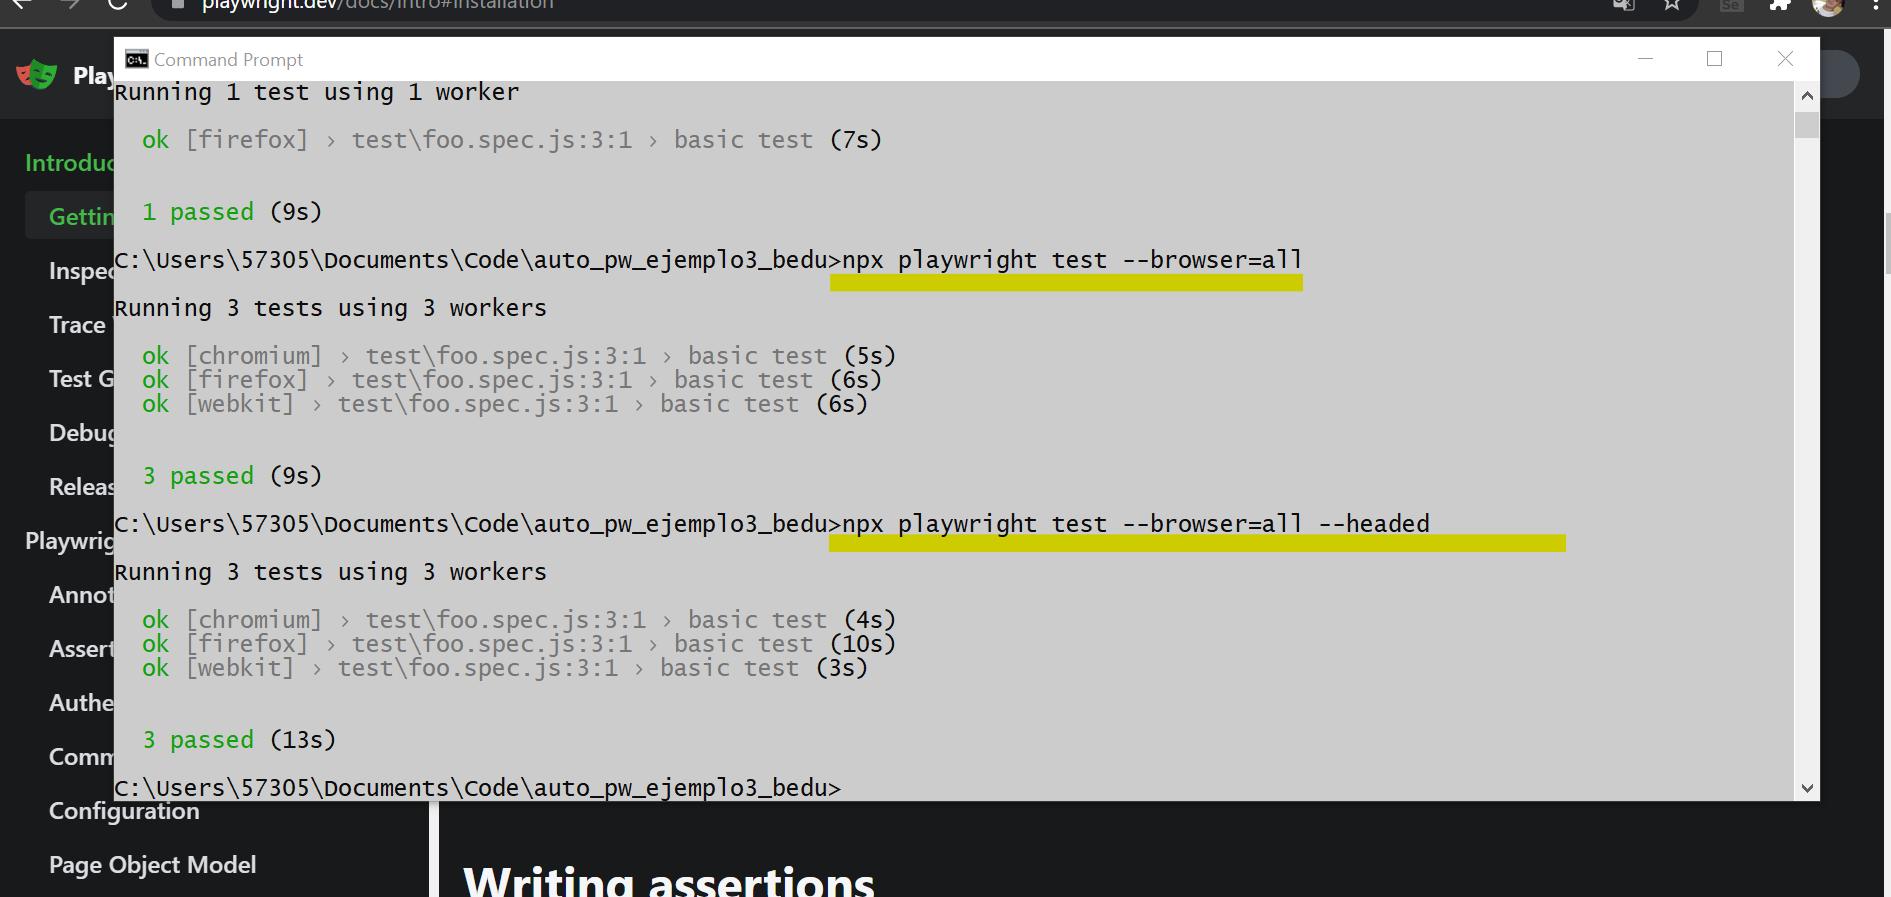 playwright.dev/docs/intro#installation
Se
Play
Command Prompt
Running 1 test using 1 worker
ok [firefox] › test\foo.spec.js:3:1 › basic test (7s)
1 passed (9s)
C:\Users\57305\Documents\Code\auto_pw_ejemplo3_bedu>npx playwright test --browser=all
Running 3 tests using 3 workers
ok [chromium] › test\foo.spec.js:3:1 › basic test (5s)
ok [firefox] › test\foo.spec.js:3:1 › basic test (6s)
ok [webkit] › test\foo.spec.js:3:1 › basic test (6s)
3 passed (9s)
C:\Users\57305\Documents\Code\auto_pw_ejemplo3_bedu>npx playwright test --browser=all --headed
Running 3 tests using 3 workers
ok [chromium] › test\foo.spec.js:3:1 › basic test (4s)
ok [firefox] › test\foo.spec.js:3:1 › basic test (10s)
ok [webkit] › test\foo.spec.js:3:1 › basic test (3s)
3 passed (13s)
C:\Users\57305\Documents\Code\auto_pw_ejemplo3_bedu>
Introduc
Gettin
Inspec
Trace
Test G
Debug
Releas
Playwrig
Annot
Assert
Authe
Comm
Configuration
Page Object Model
Writing assertions